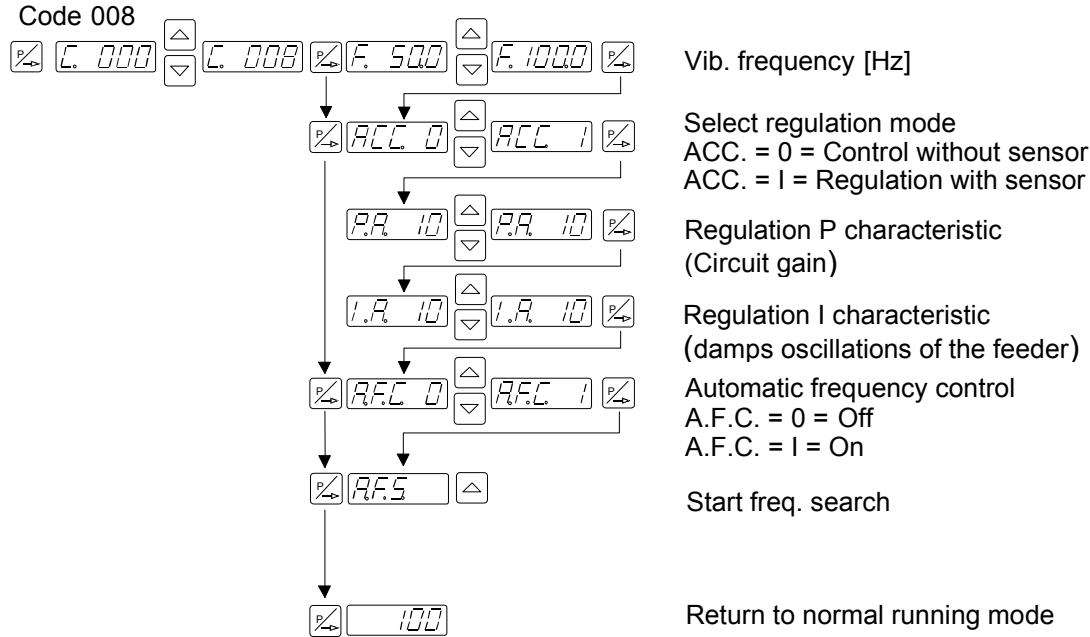 Code 008
P C. 000 C. 008 P F. 50.0 F. 100.0 P Vib. frequency [Hz]
P A.C.C. 0 A.C.C. 1 P Select regulation mode
ACC. = 0 = Control without sensor
ACC. = I = Regulation with sensor
P.A. 10 P.A. 10 P Regulation P characteristic
(Circuit gain)
I.A. 10 I.A. 10 P Regulation I characteristic
(damps oscillations of the feeder)
P A.F.C. 0 A.F.C. 1 P Automatic frequency control
A.F.C. = 0 = Off
A.F.C. = I = On
P A.F.S. Start freq. search
P 100 Return to normal running mode